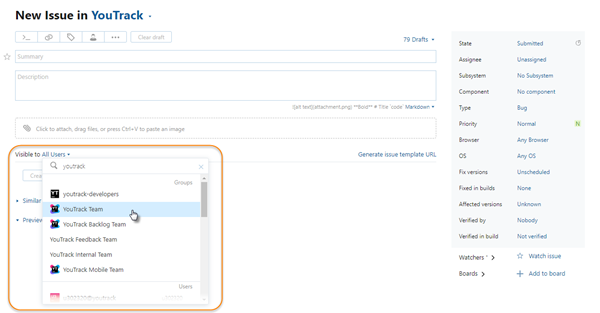 New Issue in YouTrack
Clear draft
79 Drafts
Summary
Description
![alt text](attachment.png) **Bold** # Title `code` Markdown
Click to attach, drag files, or press Ctrl+V to paste an image
Visible to All Users
Generate issue template URL
youtrack
Groups
youtrack-developers
YouTrack Team
YouTrack Backlog Team
YouTrack Feedback Team
YouTrack Internal Team
YouTrack Mobile Team
Users
Crea
Similar
Preview
State Submitted
Assignee Unassigned
Subsystem No Subsystem
Component No component
Type Bug
Priority Normal N
Browser Any Browser
OS Any OS
Fix versions Unscheduled
Fixed in builds None
Affected versions Unknown
Verified by Nobody
Verified in build Not verified
Watchers Watch issue
Boards Add to board